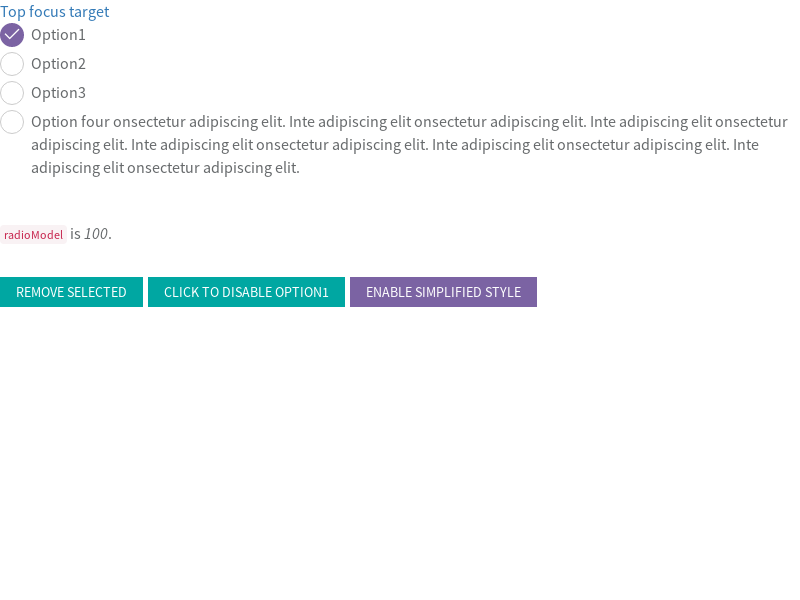 Top focus target
Option1
Option2
Option3
Option four onsectetur adipiscing elit. Inte adipiscing elit onsectetur adipiscing elit. Inte adipiscing elit onsectetur
adipiscing elit. Inte adipiscing elit onsectetur adipiscing elit. Inte adipiscing elit onsectetur adipiscing elit. Inte
adipiscing elit onsectetur adipiscing elit.
radioModel is 100.
REMOVE SELECTED CLICK TO DISABLE OPTION1 ENABLE SIMPLIFIED STYLE